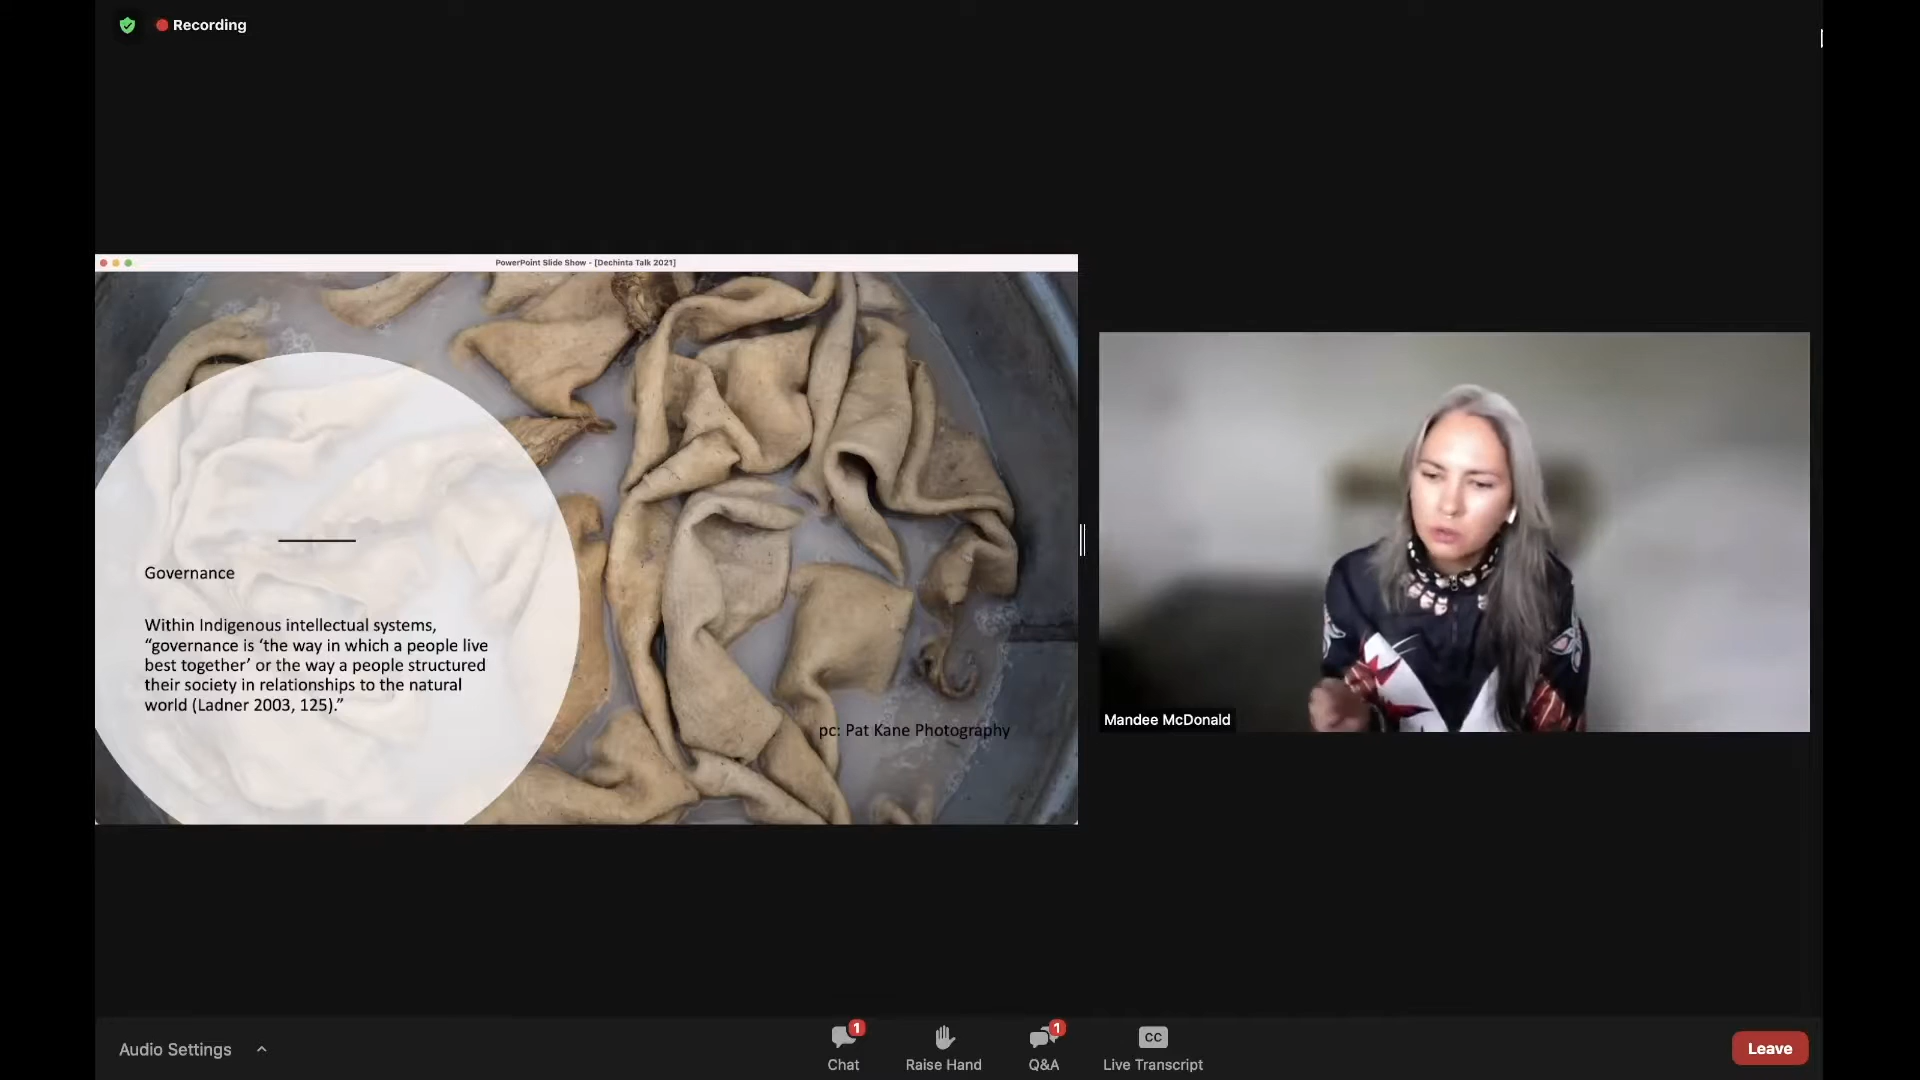 Recording
PowerPoint Slide Show - [Dechinta Talk 2021]
Governance
Within Indigenous intellectual systems,
“governance is ‘the way in which a people live
best together’ or the way a people structured
their society in relationships to the natural
world (Ladner 2003, 125).”
pc: Pat Kane Photography
Mandee McDonald
Audio Settings
1
Chat
Raise Hand
1
Q&A
CC
Live Transcript
Leave